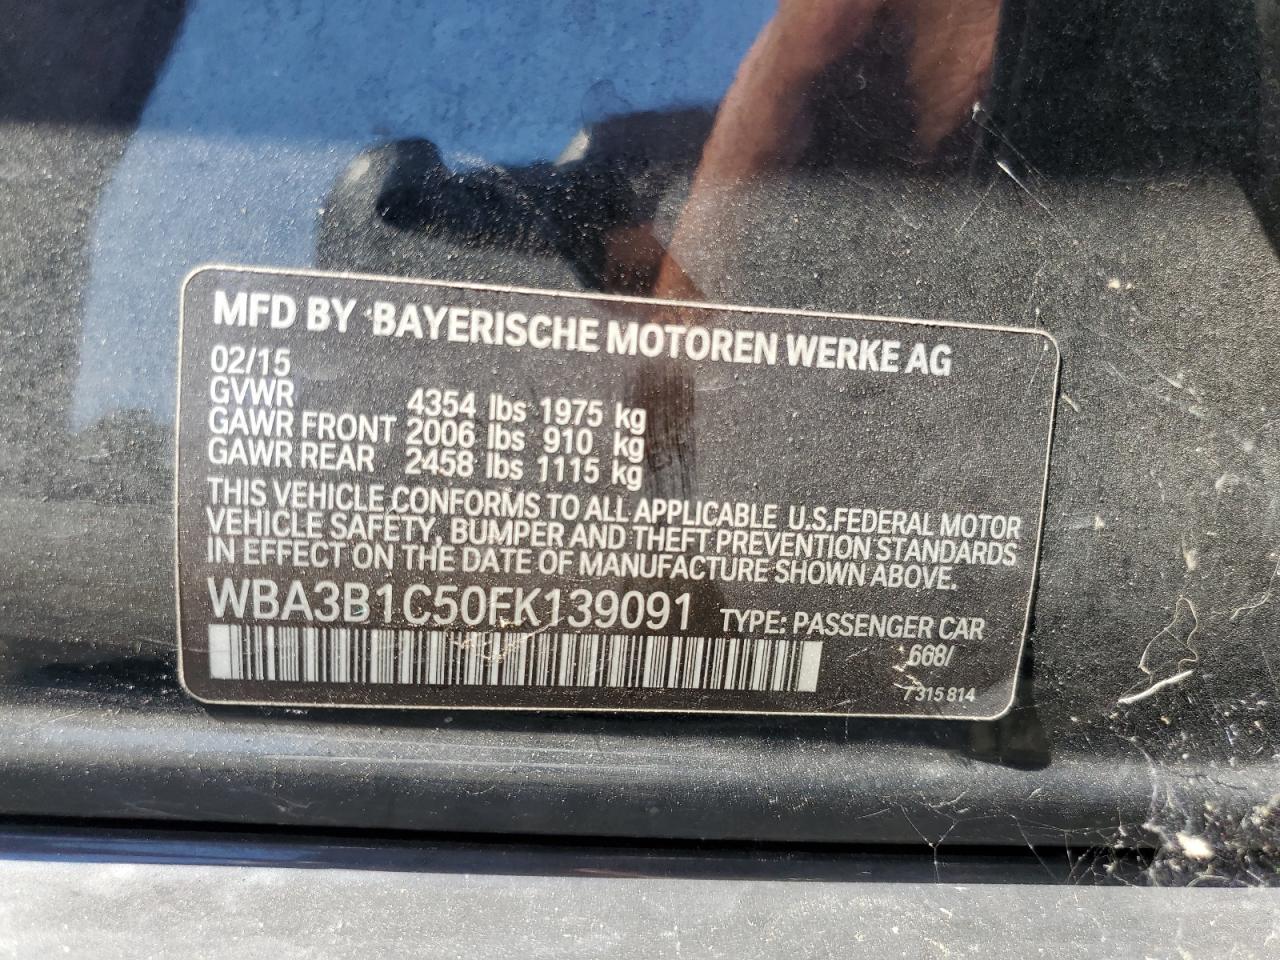 MFD BY BAYERISCHE MOTOREN WERKE AG
02/15
GVWR 4354 lbs 1975 kg
GAWR FRONT 2006 lbs 910 kg
GAWR REAR 2458 lbs 1115 kg
THIS VEHICLE CONFORMS TO ALL APPLICABLE U.S.FEDERAL MOTOR
VEHICLE SAFETY, BUMPER AND THEFT PREVENTION STANDARDS
IN EFFECT ON THE DATE OF MANUFACTURE SHOWN ABOVE.
WBA3B1C50FK139091 TYPE: PASSENGER CAR
668/
7 315 814